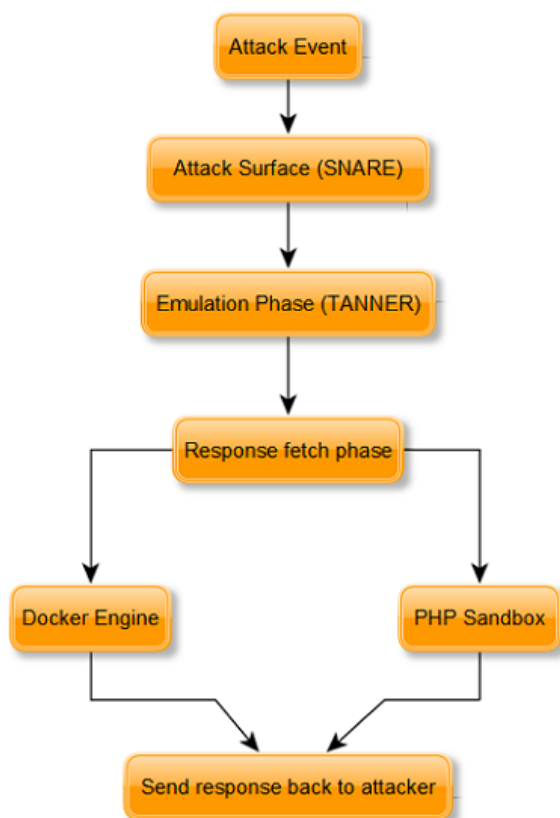 Attack Event
Attack Surface (SNARE)
Emulation Phase (TANNER)
Response fetch phase
Docker Engine
PHP Sandbox
Send response back to attacker